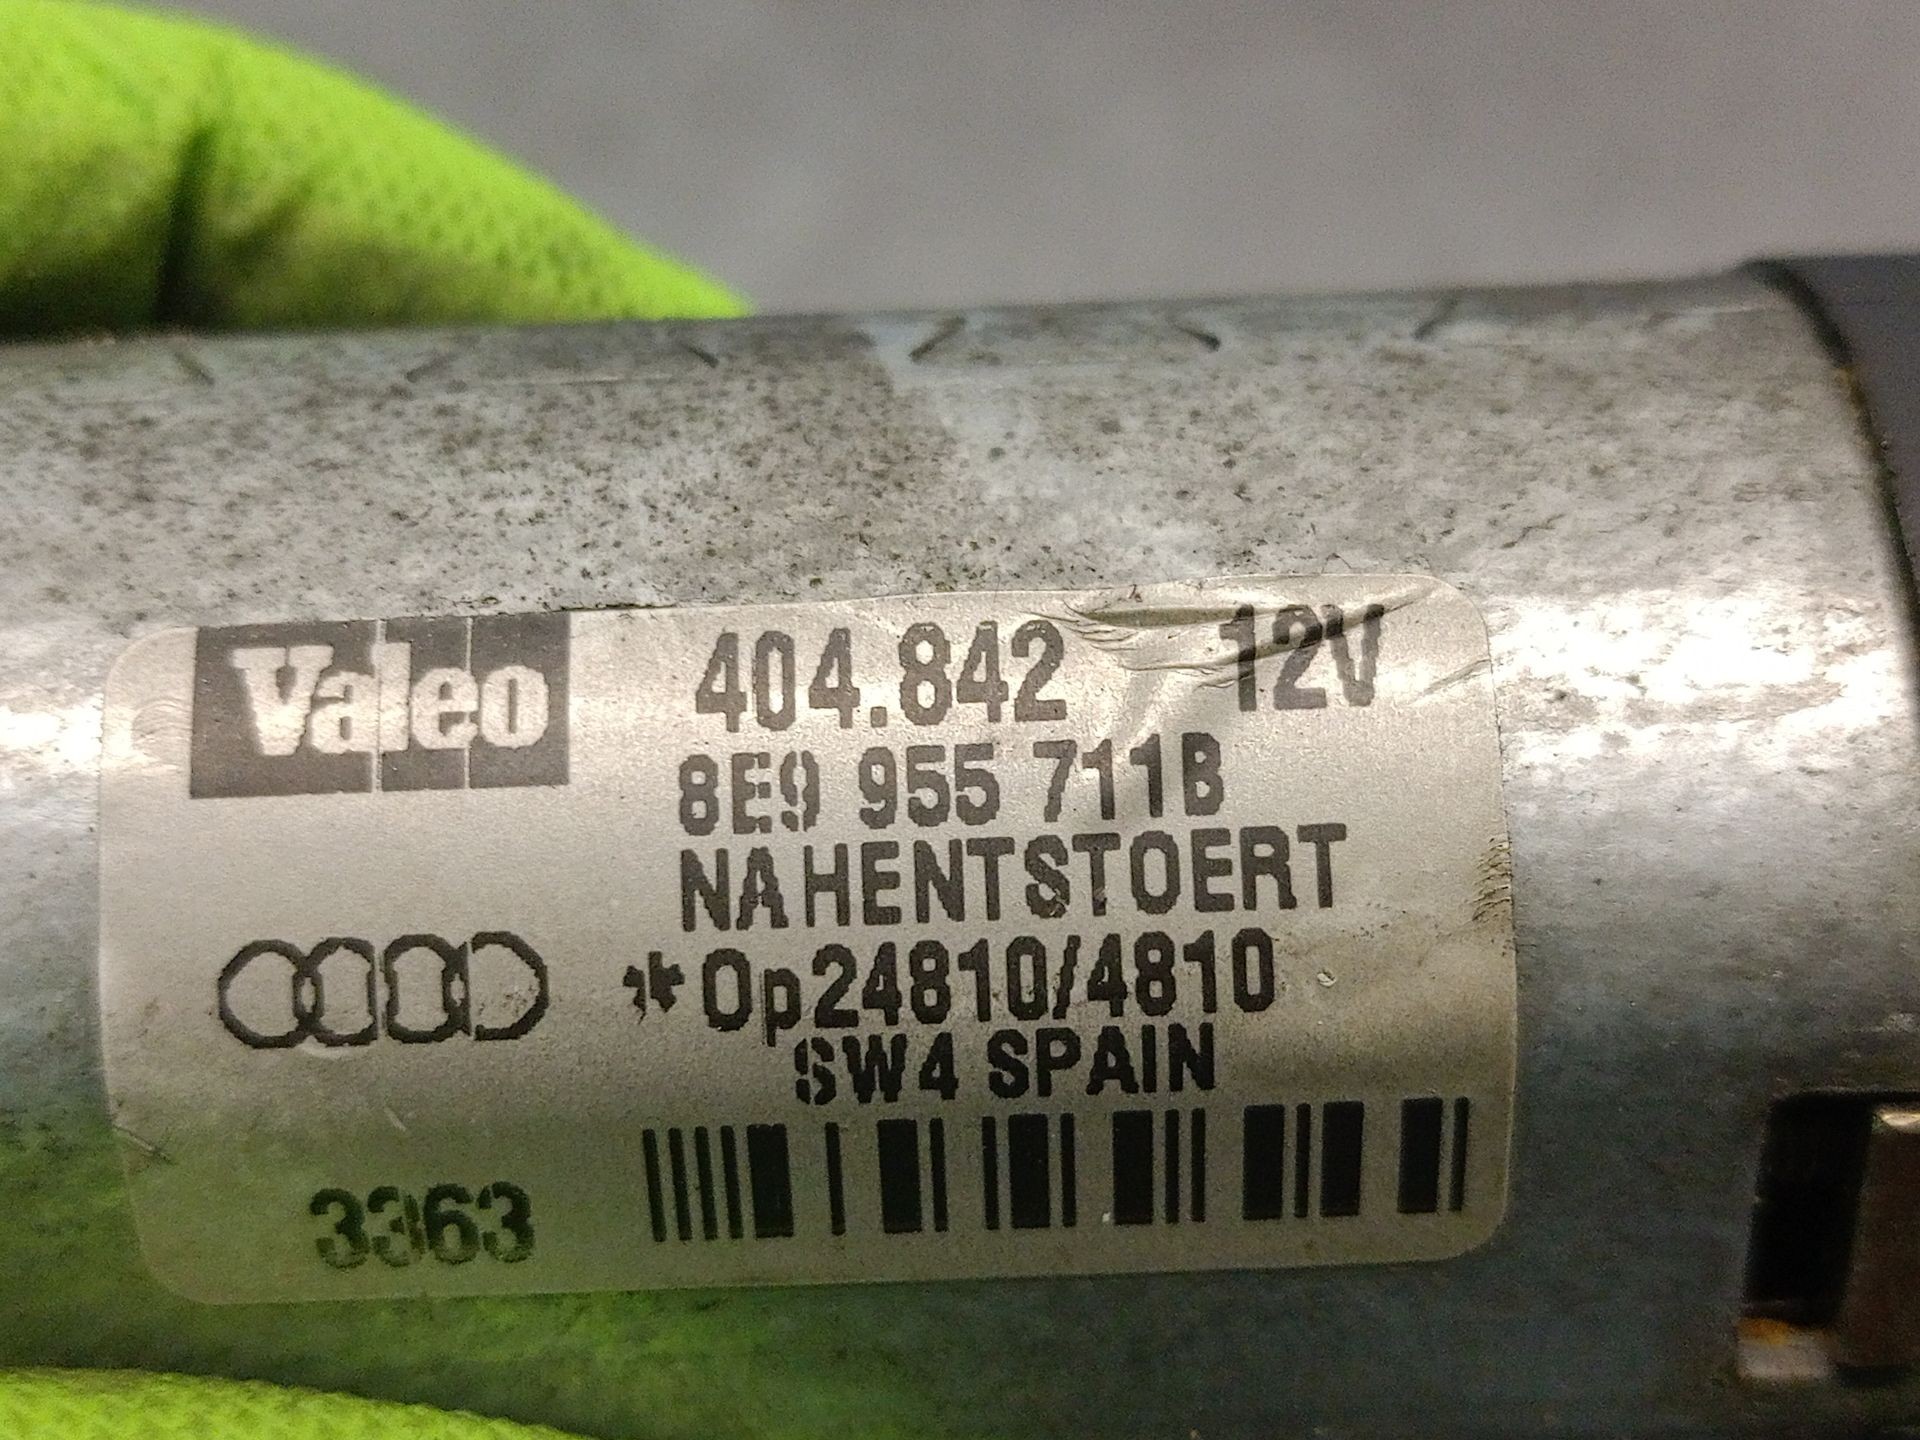 Valeo 404.842 12V
8E9 955 711B
NAHENTSTOERT
*Op24810/4810
SW4 SPAIN
3363